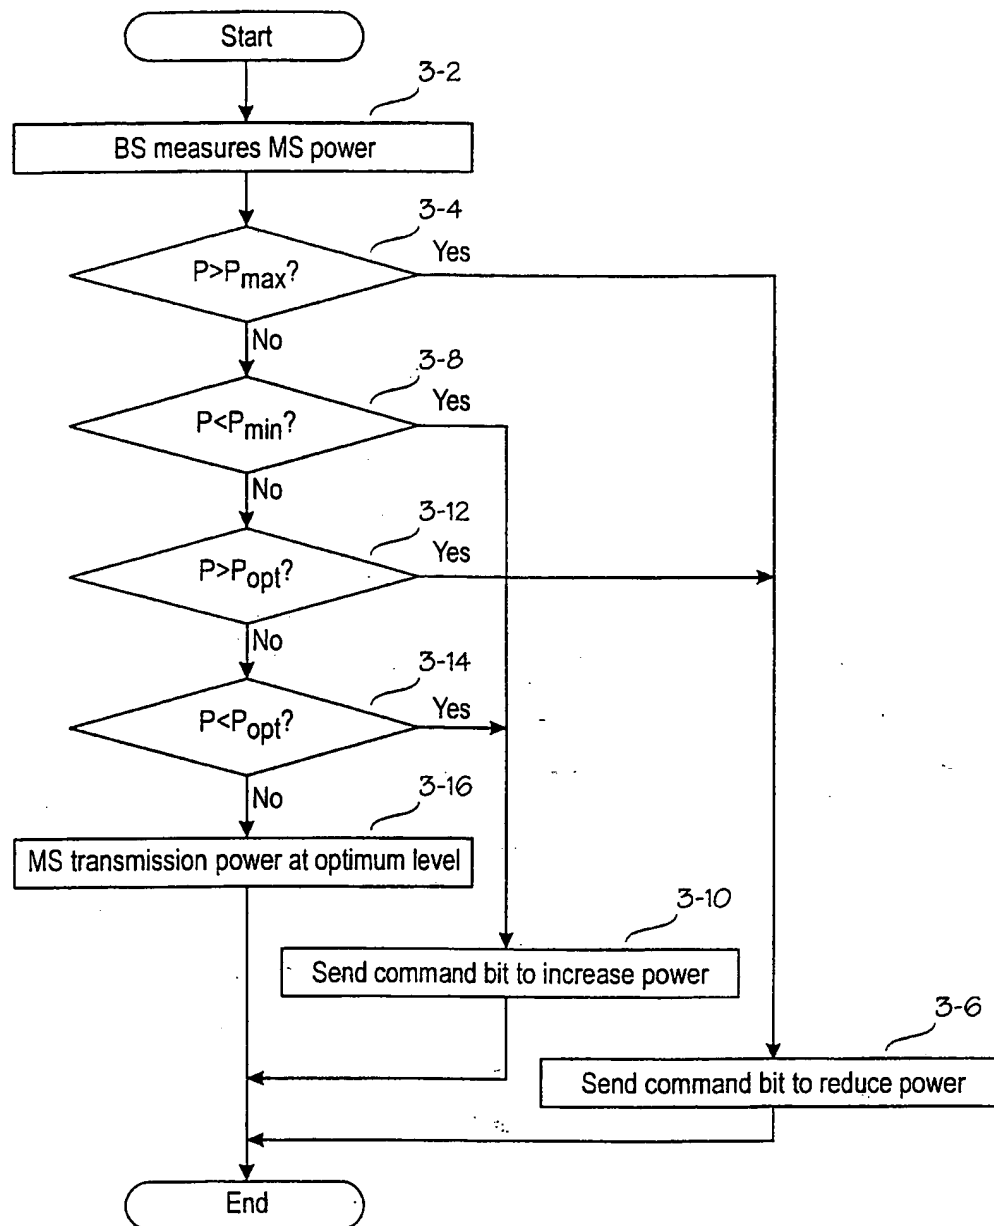 Start
3-2
BS measures MS power
3-4
Yes
P>Pmax?
No
3-8
Yes
P<Pmin?
No
3-12
Yes
P>Popt?
No
3-14
Yes
P<Popt?
No
3-16
MS transmission power at optimum level
3-10
Send command bit to increase power
3-6
Send command bit to reduce power
End